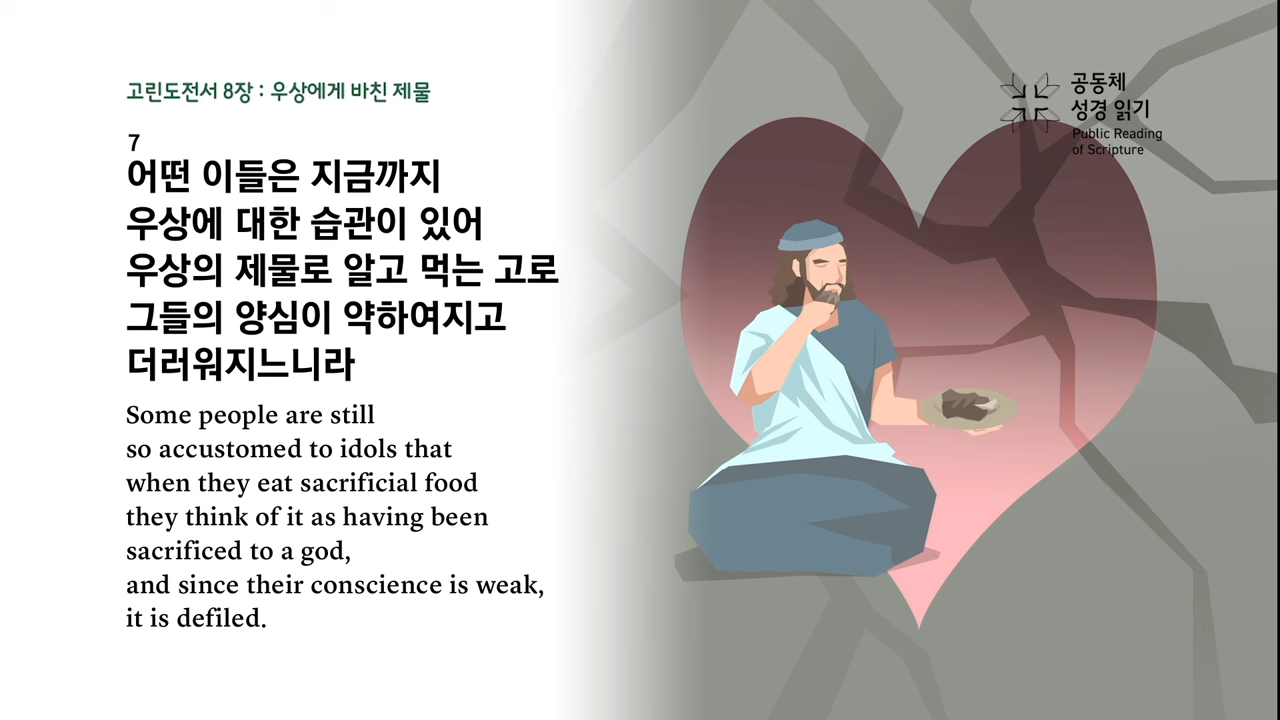 고린도전서 8장 : 우상에게 바친 제물
7
어떤 이들은 지금까지
우상에 대한 습관이 있어
우상의 제물로 알고 먹는 고로
그들의 양심이 약하여지고
더러워지느니라
Some people are still
so accustomed to idols that
when they eat sacrificial food
they think of it as having been
sacrificed to a god,
and since their conscience is weak,
it is defiled.
공동체
성경 읽기
Public Reading
of Scripture